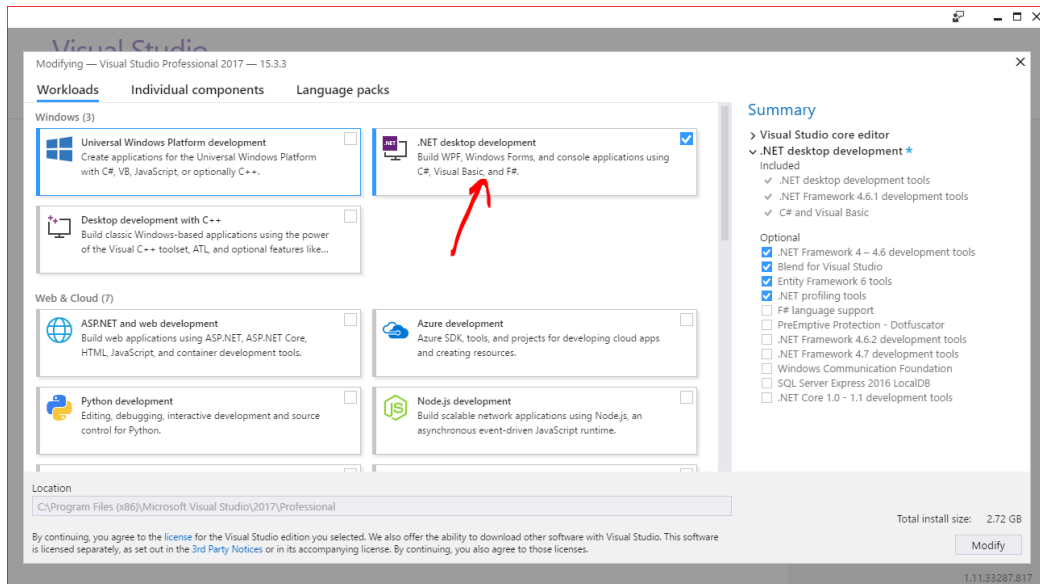 Visual Studio
Modifying — Visual Studio Professional 2017 — 15.3.3
Workloads
Individual components
Language packs
Windows (3)
Universal Windows Platform development
Create applications for the Universal Windows Platform
with C#, VB, JavaScript, or optionally C++.
.NET
.NET desktop development
Build WPF, Windows Forms, and console applications using
C#, Visual Basic, and F#.
Desktop development with C++
Build classic Windows-based applications using the power
of the Visual C++ toolset, ATL, and optional features like...
Web & Cloud (7)
ASP.NET and web development
Build web applications using ASP.NET, ASP.NET Core,
HTML, JavaScript, and container development tools.
Azure development
Azure SDK, tools, and projects for developing cloud apps
and creating resources.
Python development
Editing, debugging, interactive development and source
control for Python.
JS
Node.js development
Build scalable network applications using Node.js, an
asynchronous event-driven JavaScript runtime.
Summary
Visual Studio core editor
.NET desktop development *
Included
.NET desktop development tools
.NET Framework 4.6.1 development tools
C# and Visual Basic
Optional
.NET Framework 4 – 4.6 development tools
Blend for Visual Studio
Entity Framework 6 tools
.NET profiling tools
F# language support
PreEmptive Protection - Dotfuscator
.NET Framework 4.6.2 development tools
.NET Framework 4.7 development tools
Windows Communication Foundation
SQL Server Express 2016 LocalDB
.NET Core 1.0 - 1.1 development tools
Location
C:\Program Files (x86)\Microsoft Visual Studio\2017\Professional
By continuing, you agree to the license for the Visual Studio edition you selected. We also offer the ability to download other software with Visual Studio. This software
is licensed separately, as set out in the 3rd Party Notices or in its accompanying license. By continuing, you also agree to those licenses.
Total install size: 2.72 GB
Modify
1.11.33287.817